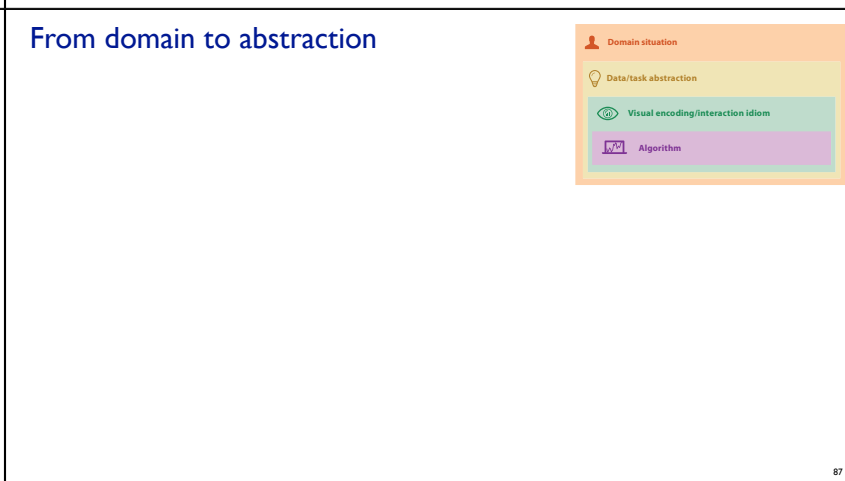 From domain to abstraction
Domain situation
Data/task abstraction
Visual encoding/interaction idiom
Algorithm
87